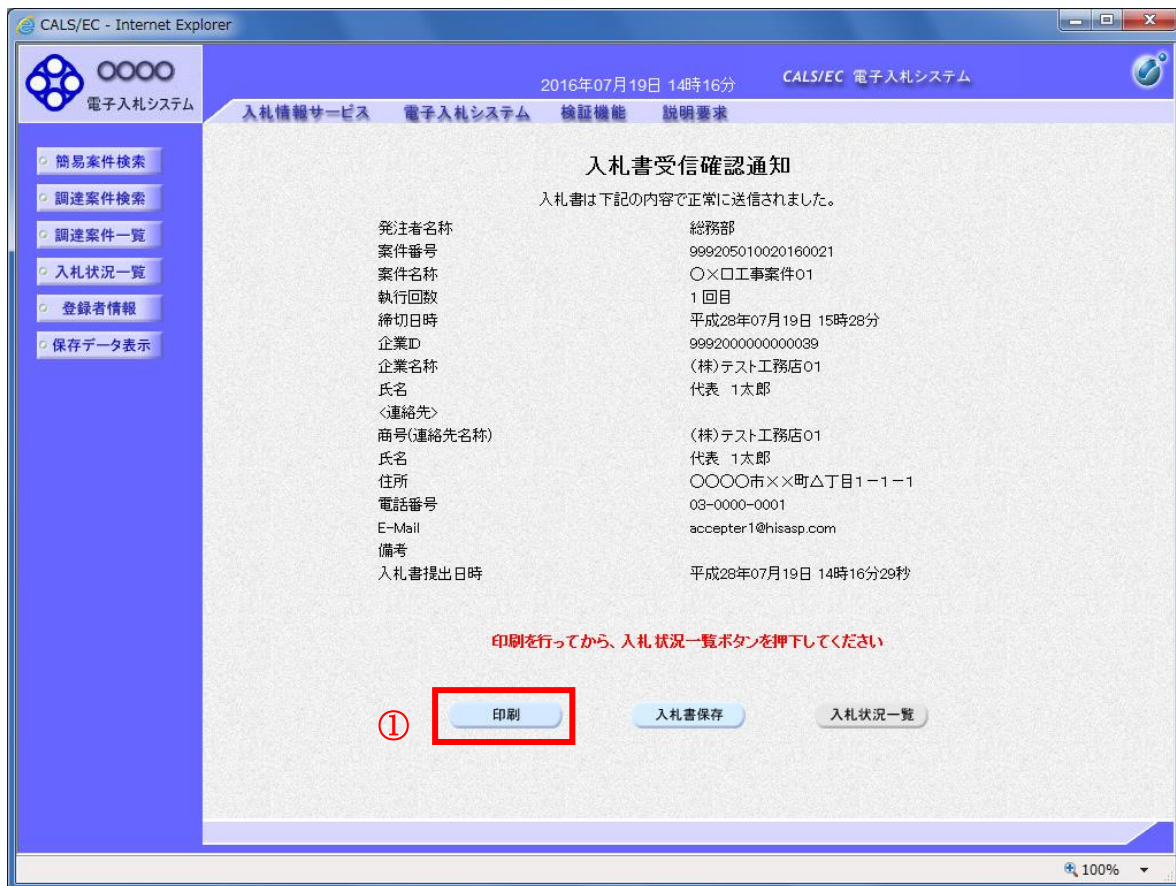 CALS/EC - Internet Explorer
〇〇〇〇
電子入札システム
2016年07月19日 14時16分
CALS/EC 電子入札システム
入札情報サービス 電子入札システム 検証機能 説明要求
簡易案件検索
調達案件検索
調達案件一覧
入札状況一覧
登録者情報
保存データ表示
入札書受信確認通知
入札書は下記の内容で正常に送信されました。
発注者名称 総務部
案件番号 999205010020160021
案件名称 〇×口工事案件01
執行回数 1 回目
締切日時 平成28年07月19日 15時28分
企業ID 9992000000000039
企業名称 (株)テスト工務店01
氏名 代表 1太郎
<連絡先>
商号(連絡先名称) (株)テスト工務店01
氏名 代表 1太郎
住所 〇〇〇〇市××町△丁目1-1-1
電話番号 03-0000-0001
E-Mail accepter1@hisasp.com
備考
入札書提出日時 平成28年07月19日 14時16分29秒
印刷を行ってから、入札状況一覧ボタンを押下してください
① 印刷 入札書保存 入札状況一覧
100%